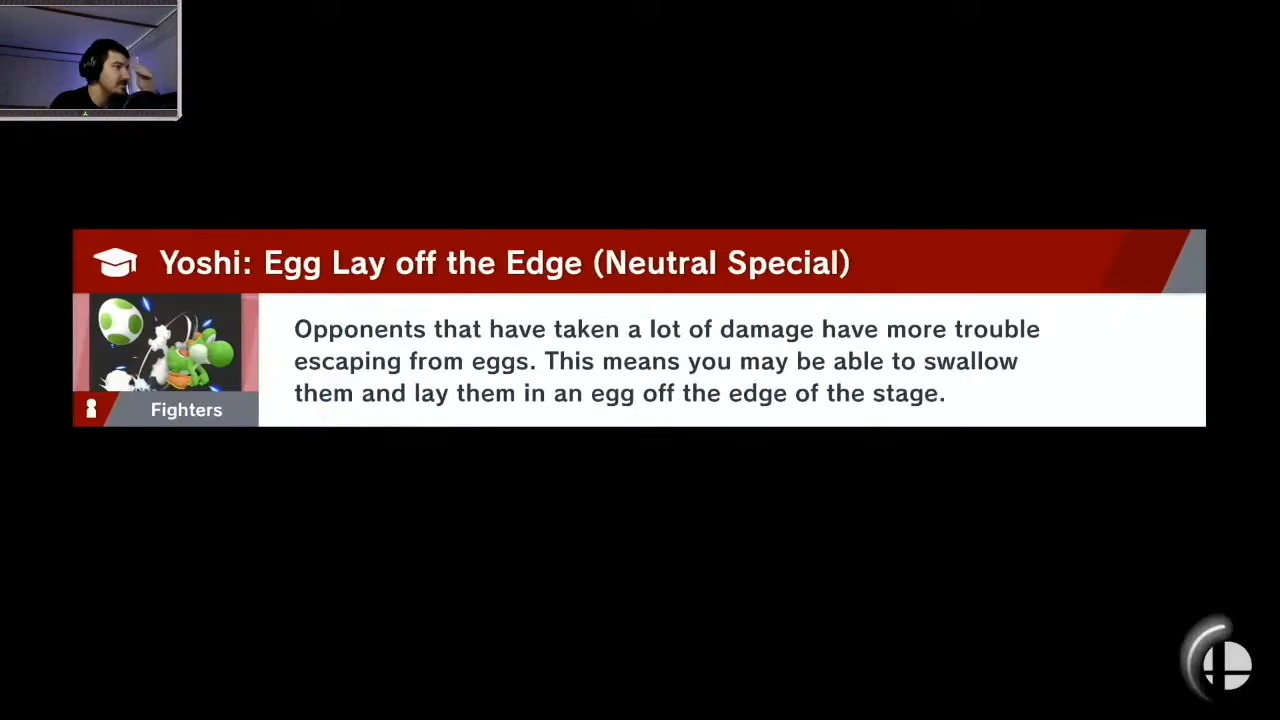 Yoshi: Egg Lay off the Edge (Neutral Special)
Opponents that have taken a lot of damage have more trouble
escaping from eggs. This means you may be able to swallow
them and lay them in an egg off the edge of the stage.
Fighters